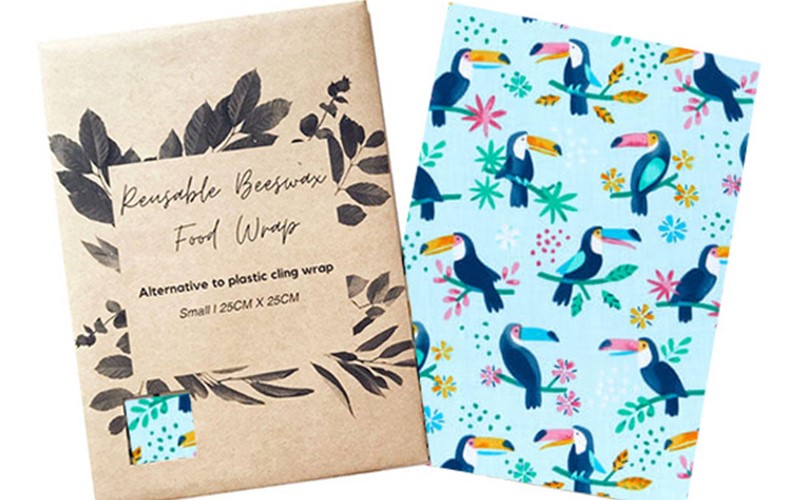 Reusable Beeswax
Food Wrap
Alternative to plastic cling wrap
Small | 25CM X 25CM